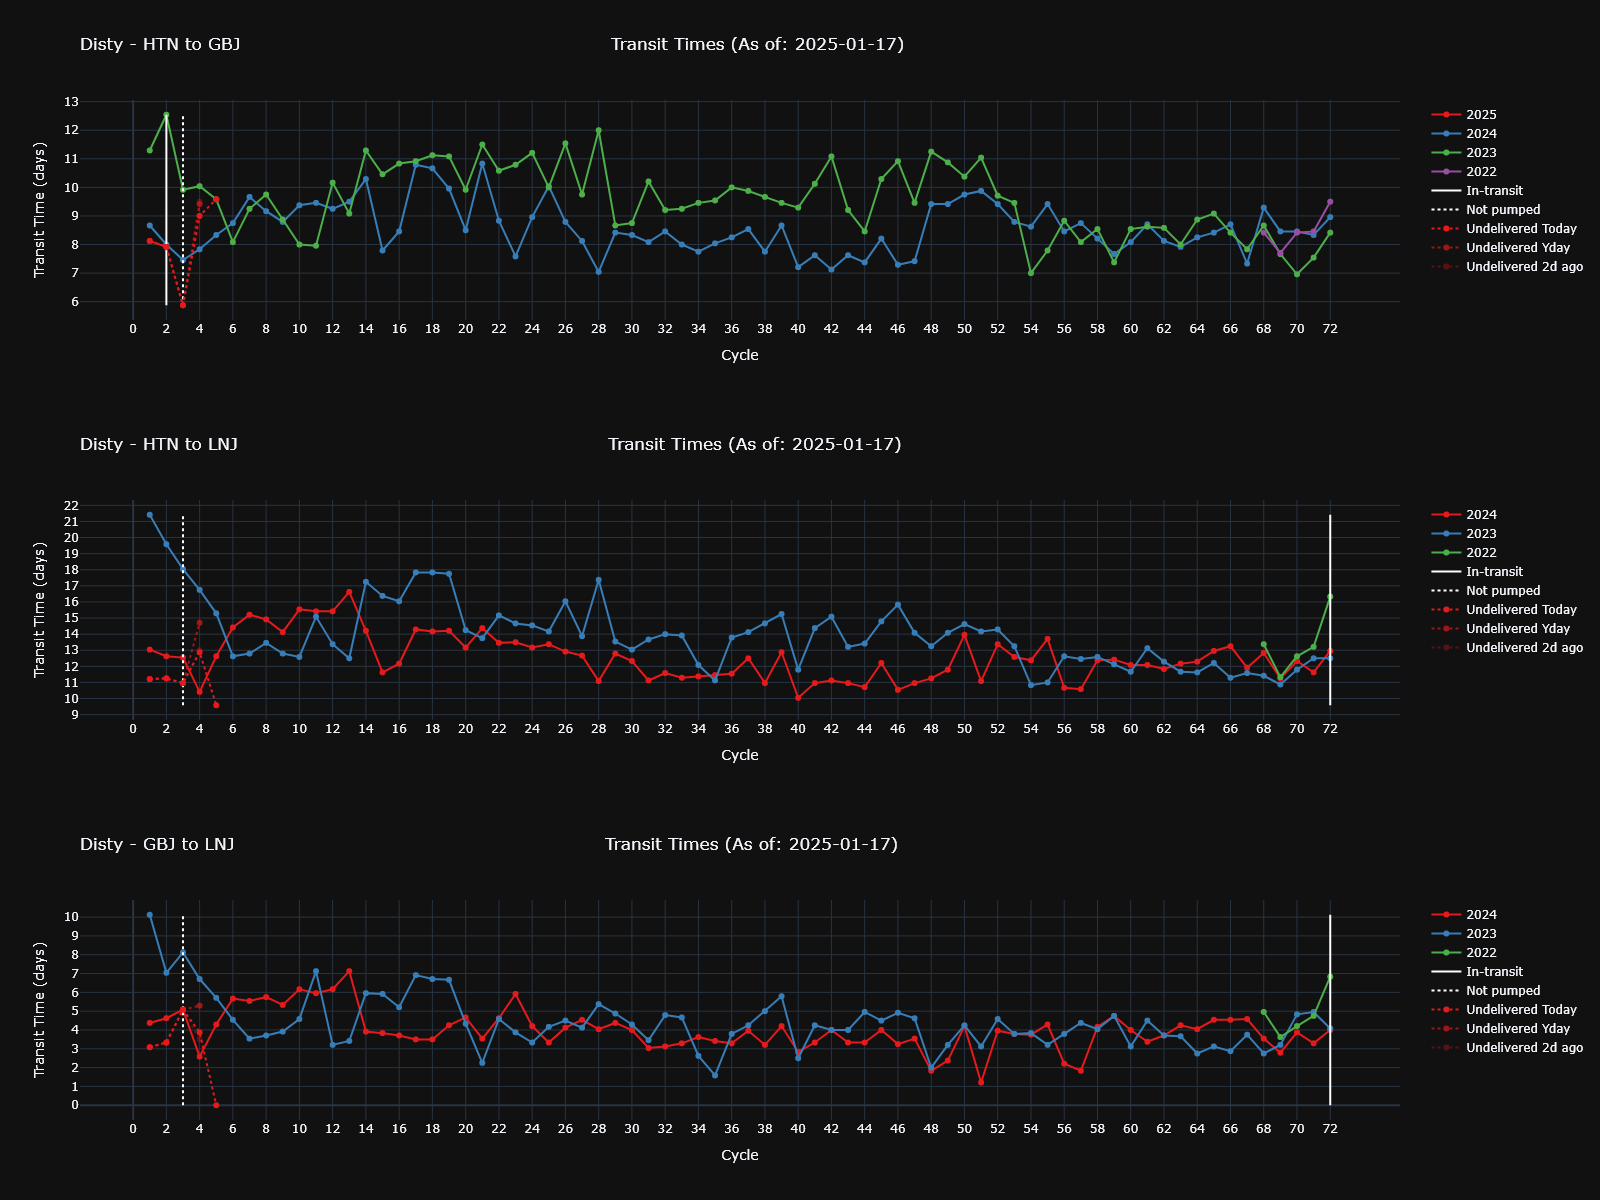 Disty - HTN to GBJ
Transit Times (As of: 2025-01-17)
Transit Time (days)
13
12
11
10
9
8
7
6
0 2 4 6 8 10 12 14 16 18 20 22 24 26 28 30 32 34 36 38 40 42 44 46 48 50 52 54 56 58 60 62 64 66 68 70 72
Cycle
2025
2024
2023
2022
In-transit
Not pumped
Undelivered Today
Undelivered Yday
Undelivered 2d ago
Disty - HTN to LNJ
Transit Times (As of: 2025-01-17)
Transit Time (days)
22
21
20
19
18
17
16
15
14
13
12
11
10
9
0 2 4 6 8 10 12 14 16 18 20 22 24 26 28 30 32 34 36 38 40 42 44 46 48 50 52 54 56 58 60 62 64 66 68 70 72
Cycle
2024
2023
2022
In-transit
Not pumped
Undelivered Today
Undelivered Yday
Undelivered 2d ago
Disty - GBJ to LNJ
Transit Times (As of: 2025-01-17)
Transit Time (days)
10
9
8
7
6
5
4
3
2
1
0
0 2 4 6 8 10 12 14 16 18 20 22 24 26 28 30 32 34 36 38 40 42 44 46 48 50 52 54 56 58 60 62 64 66 68 70 72
Cycle
2024
2023
2022
In-transit
Not pumped
Undelivered Today
Undelivered Yday
Undelivered 2d ago